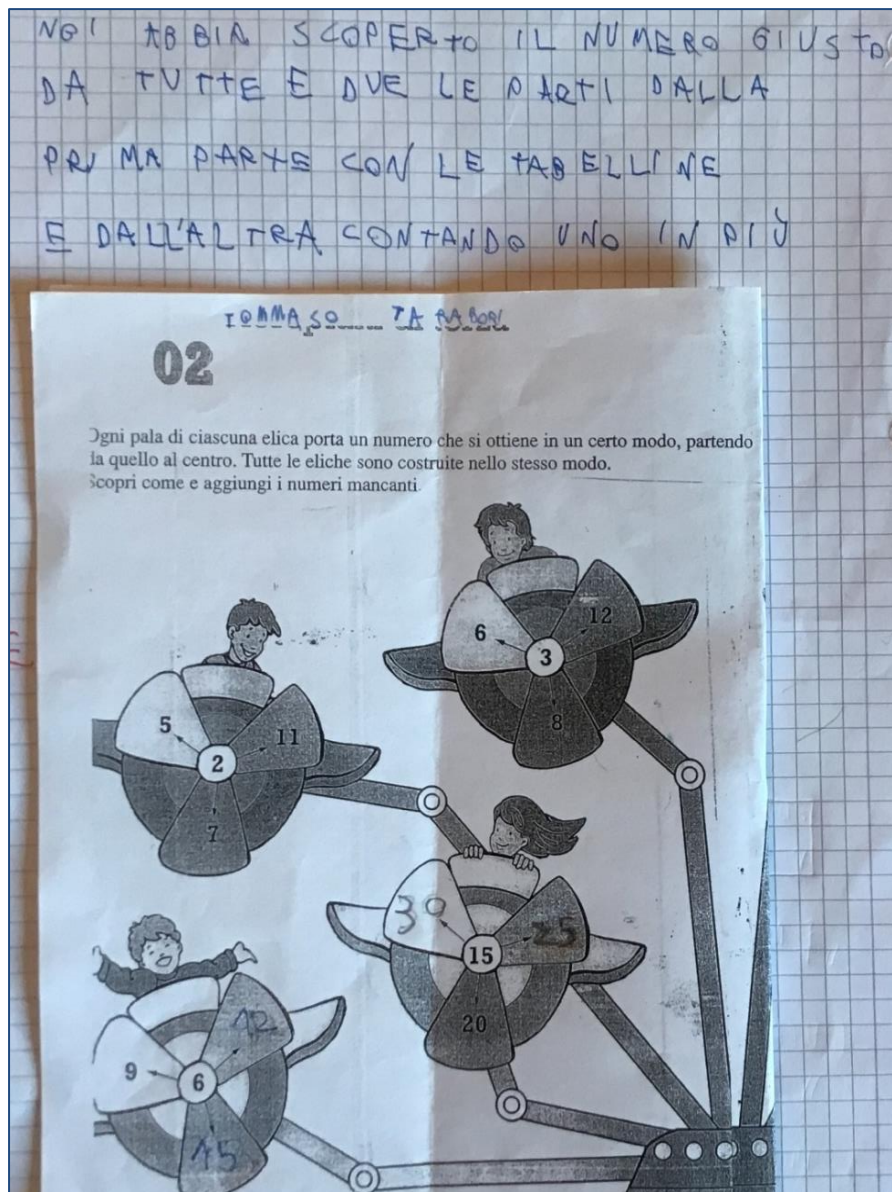 NOI ABBIA SCOPERTO IL NUMERO GIUSTO
DA TUTTE E DUE LE PARTI DALLA
PRIMA PARTE CON LE TABELLINE
E DALL'ALTRA CONTANDO UNO IN PIÙ
TOMMASO TA RABORI
02
Ogni pala di ciascuna elica porta un numero che si ottiene in un certo modo, partendo
da quello al centro. Tutte le eliche sono costruite nello stesso modo.
Scopri come e aggiungi i numeri mancanti.
6 12
3
8
5 11
2
7
30 25
15
20
12
9 6
15